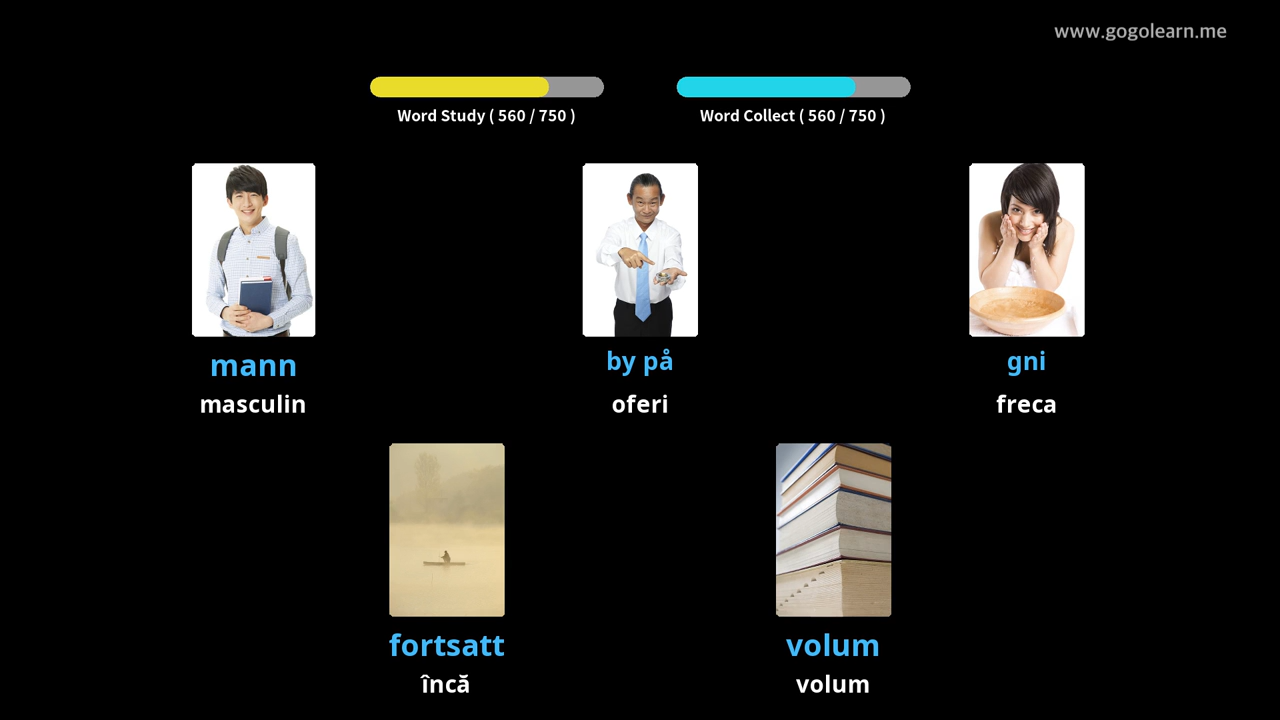 www.gogolearn.me
Word Study ( 560 / 750 )
Word Collect ( 560 / 750 )
mann
masculin
by på
oferi
gni
freca
fortsatt
încă
volum
volum